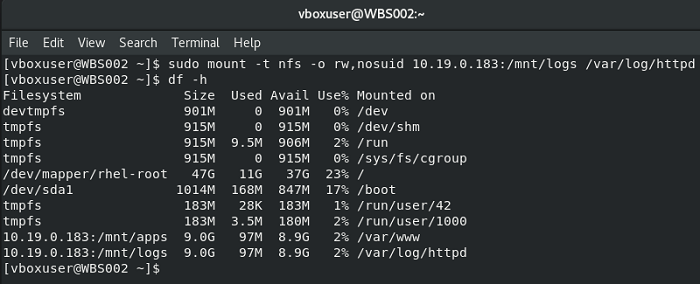 vboxuser@WBS002:~
File Edit View Search Terminal Help
[vboxuser@WBS002 ~]$ sudo mount -t nfs -o rw,nosuid 10.19.0.183:/mnt/logs /var/log/httpd
[vboxuser@WBS002 ~]$ df -h
Filesystem Size Used Avail Use% Mounted on
devtmpfs 901M 0 901M 0% /dev
tmpfs 915M 0 915M 0% /dev/shm
tmpfs 915M 9.5M 906M 2% /run
tmpfs 915M 0 915M 0% /sys/fs/cgroup
/dev/mapper/rhel-root 47G 11G 37G 23% /
/dev/sda1 1014M 168M 847M 17% /boot
tmpfs 183M 28K 183M 1% /run/user/42
tmpfs 183M 3.5M 180M 2% /run/user/1000
10.19.0.183:/mnt/apps 9.0G 97M 8.9G 2% /var/www
10.19.0.183:/mnt/logs 9.0G 97M 8.9G 2% /var/log/httpd
[vboxuser@WBS002 ~]$